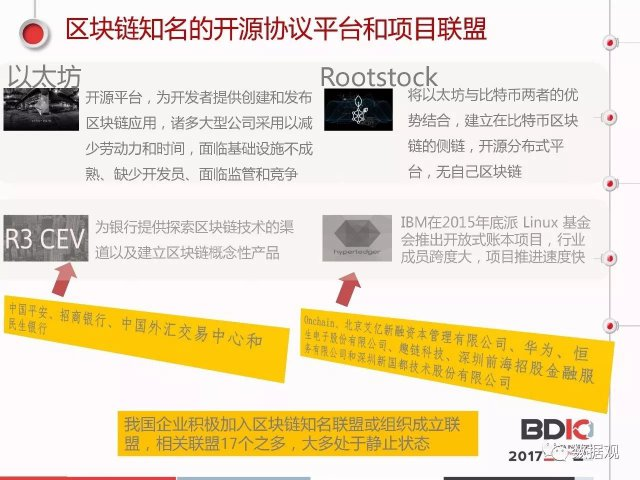 区块链知名的开源协议平台和项目联盟
以太坊
开源平台，为开发者提供创建和发布
区块链应用，诸多大型公司采用以减
少劳动力和时间，面临基础设施不成
熟、缺少开发员、面临监管和竞争
Rootstock
将以太坊与比特币两者的优
势结合，建立在比特币区块
链的侧链，开源分布式平
台，无自己区块链
R3 CEV
为银行提供探索区块链技术的渠
道以及建立区块链概念性产品
hyperledger
IBM在2015年底派 Linux 基金
会推出开放式账本项目，行业
成员跨度大，项目推进速度快
中国平安、招商银行、中国外汇交易中心和
民生银行
Onchain、北京艾亿新融资本管理有限公司、华为、恒
生电子股份有限公司、趣链科技、深圳前海招股金融服
务有限公司和深圳新国都技术股份有限公司
我国企业积极加入区块链知名联盟或组织成立联
盟，相关联盟17个之多，大多处于静止状态
BDIC
2017
数据观